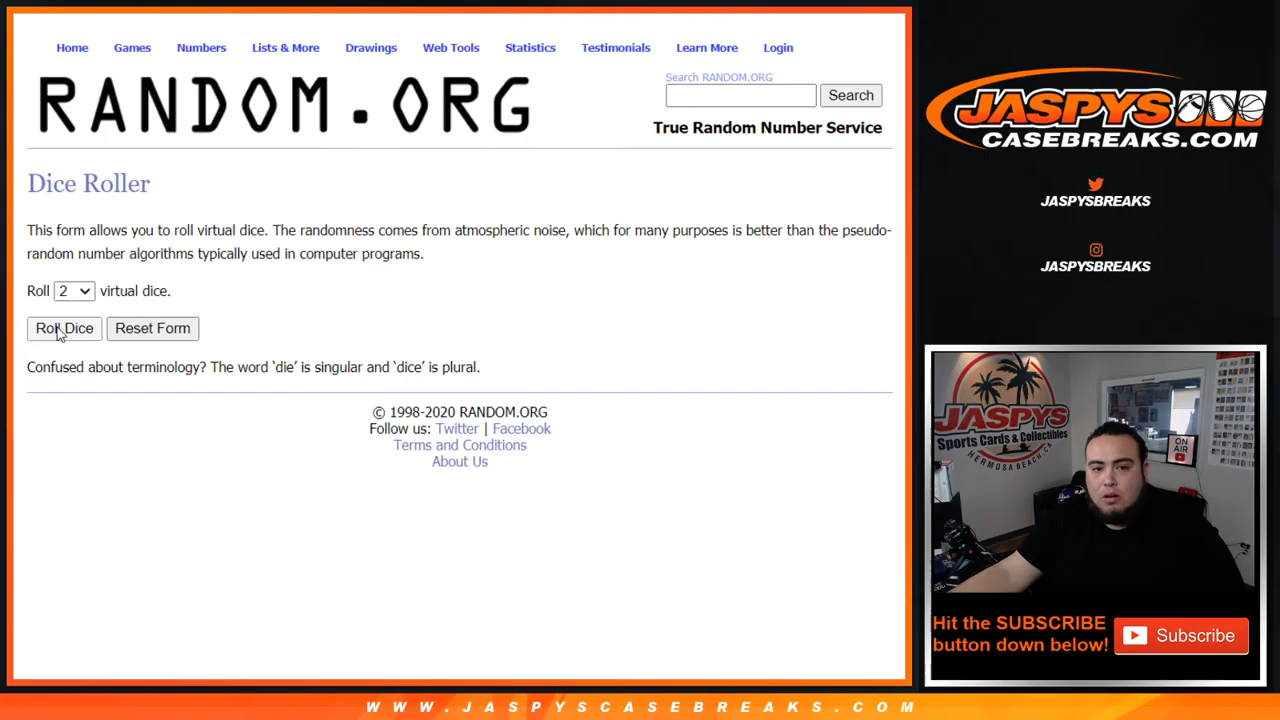 Home Games Numbers Lists & More Drawings Web Tools Statistics Testimonials Learn More Login
RANDOM.ORG
Search RANDOM.ORG
Search
True Random Number Service
Dice Roller
This form allows you to roll virtual dice. The randomness comes from atmospheric noise, which for many purposes is better than the pseudo-
random number algorithms typically used in computer programs.
Roll 2 virtual dice.
Roll Dice Reset Form
Confused about terminology? The word ‘die’ is singular and ‘dice’ is plural.
© 1998-2020 RANDOM.ORG
Follow us: Twitter | Facebook
Terms and Conditions
About Us
JASPYS
CASEBREAKS.COM
JASPYSBREAKS
JASPYSBREAKS
JASPYS
Sports Cards & Collectibles
HERMOSA BEACH, CA
ON
AIR
Hit the SUBSCRIBE
button down below!
Subscribe
WWW.JASPYSCASEBREAKS.COM